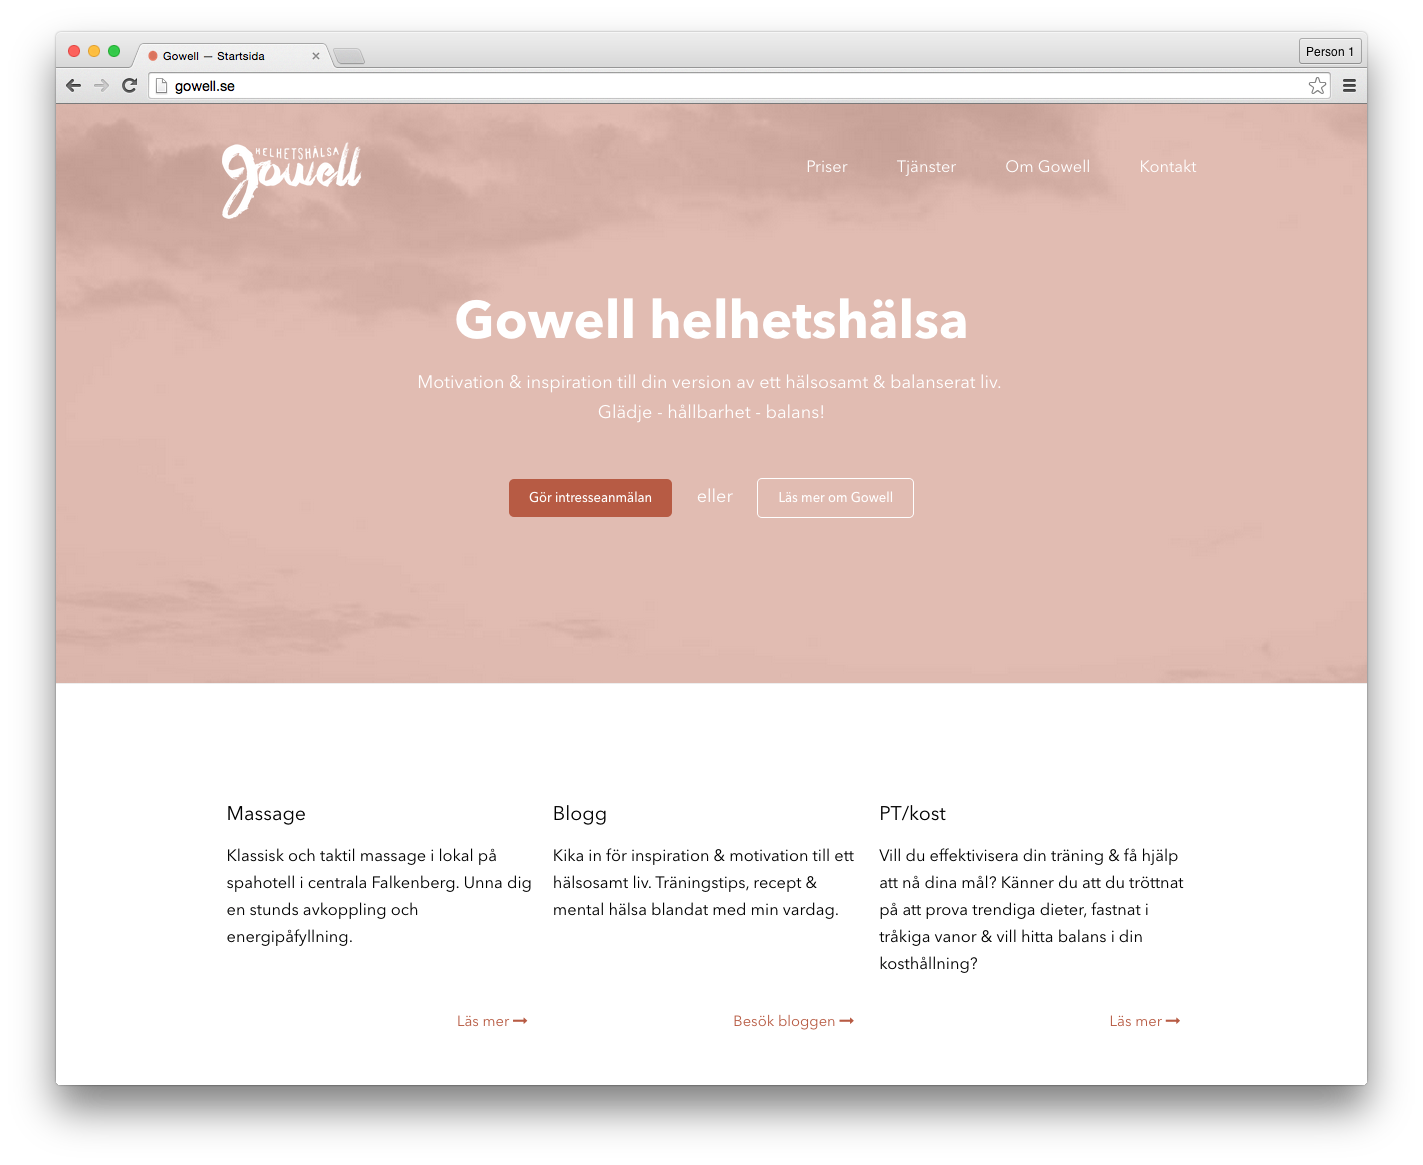 Gowell — Startsida
Person 1
gowell.se
HELHETSHÄLSA
Gowell
Priser
Tjänster
Om Gowell
Kontakt
Gowell helhetshälsa
Motivation & inspiration till din version av ett hälsosamt & balanserat liv.
Glädje - hållbarhet - balans!
Gör intresseanmälan
eller
Läs mer om Gowell
Massage
Klassisk och taktil massage i lokal på
spahotell i centrala Falkenberg. Unna dig
en stunds avkoppling och
energipåfyllning.
Läs mer
Blogg
Kika in för inspiration & motivation till ett
hälsosamt liv. Träningstips, recept &
mental hälsa blandat med min vardag.
Besök bloggen
PT/kost
Vill du effektivisera din träning & få hjälp
att nå dina mål? Känner du att du tröttnat
på att prova trendiga dieter, fastnat i
tråkiga vanor & vill hitta balans i din
kosthållning?
Läs mer